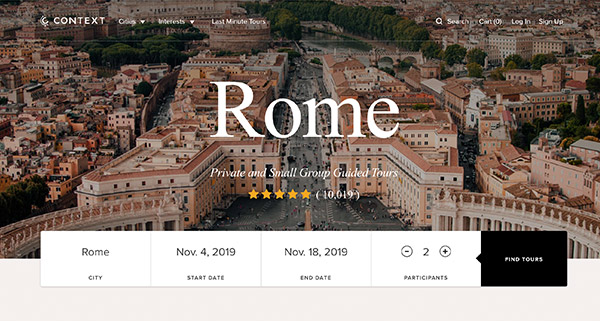 CONTEXT
Cities
Interests
Last Minute Tours
Search
Cart (0)
Log In
Sign Up
Rome
Private and Small Group Guided Tours
( 10,019 )
Rome
CITY
Nov. 4, 2019
START DATE
Nov. 18, 2019
END DATE
2
PARTICIPANTS
FIND TOURS